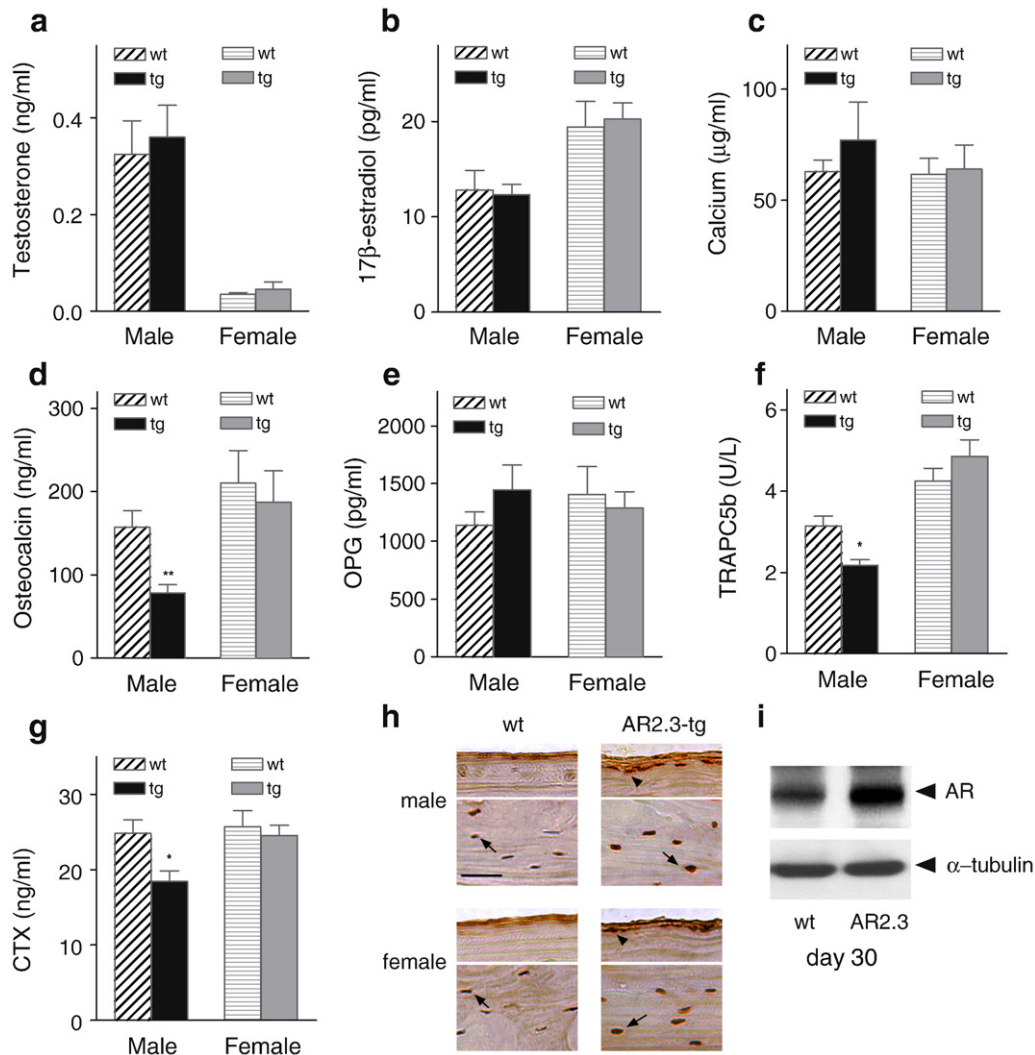 a
wt
tg
wt
tg
Testosterone (ng/ml)
0.4
0.2
0.0
Male
Female
b
wt
tg
wt
tg
17β-estradiol (pg/ml)
20
10
0
Male
Female
c
wt
tg
wt
tg
Calcium (μg/ml)
100
50
0
Male
Female
d
wt
tg
wt
tg
Osteocalcin (ng/ml)
300
200
100
0
**
Male
Female
e
wt
tg
wt
tg
OPG (pg/ml)
2000
1500
1000
500
0
Male
Female
f
wt
tg
wt
tg
TRAPC5b (U/L)
6
4
2
0
*
Male
Female
g
wt
tg
wt
tg
CTX (ng/ml)
30
20
10
0
*
Male
Female
h
wt
AR2.3-tg
male
female
i
AR
α-tubulin
wt
AR2.3
day 30